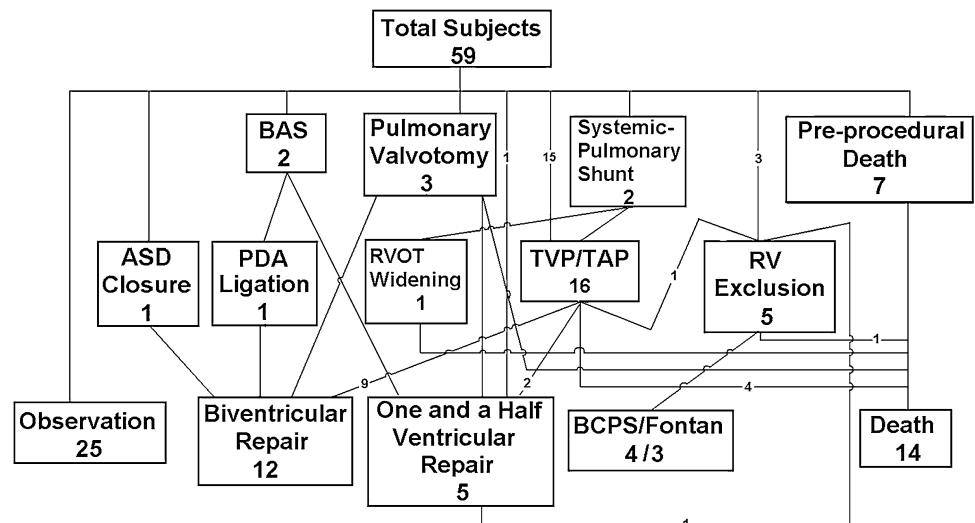 Total Subjects
59
BAS
2
Pulmonary
Valvotomy
3
1
15
Systemic-
Pulmonary
Shunt
2
3
Pre-procedural
Death
7
ASD
Closure
1
PDA
Ligation
1
RVOT
Widening
1
TVP/TAP
16
1
RV
Exclusion
5
1
9
2
4
Observation
25
Biventricular
Repair
12
One and a Half
Ventricular
Repair
5
BCPS/Fontan
4 / 3
Death
14
1